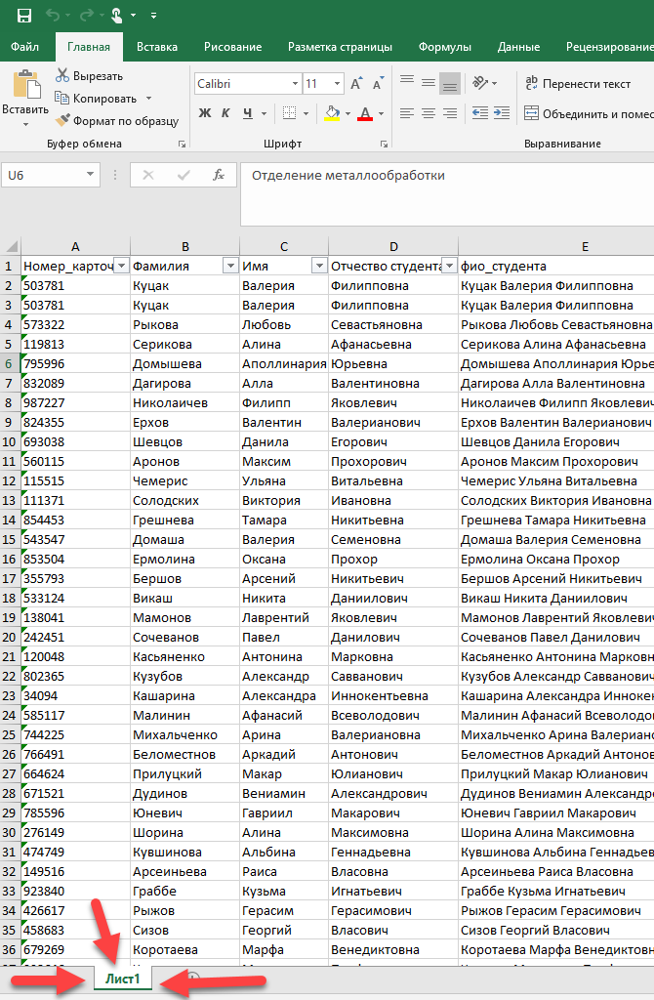 Файл Главная Вставка Рисование Разметка страницы Формулы Данные Рецензирование
Вставить
Вырезать
Копировать
Формат по образцу
Буфер обмена
Calibri 11
Ж К Ч
Шрифт
Перенести текст
Объединить и помес
Выравнивание
U6 fx Отделение металлообработки
A B C D E
1 Номер_карточ Фамилия Имя Отчество студента фио_студента
2 503781 Куцак Валерия Филипповна Куцак Валерия Филипповна
3 503781 Куцак Валерия Филипповна Куцак Валерия Филипповна
4 573322 Рыкова Любовь Севастьяновна Рыкова Любовь Севастьяновна
5 119813 Серикова Алина Афанасьевна Серикова Алина Афанасьевна
6 795996 Домышева Аполлинария Юрьевна Домышева Аполлинария Юрье
7 832089 Дагирова Алла Валентиновна Дагирова Алла Валентиновна
8 987227 Николаичев Филипп Яковлевич Николаичев Филипп Яковлевич
9 824355 Ерхов Валентин Валерианович Ерхов Валентин Валерианович
10 693038 Шевцов Данила Егорович Шевцов Данила Егорович
11 560115 Аронов Максим Прохорович Аронов Максим Прохорович
12 115515 Чемерис Ульяна Витальевна Чемерис Ульяна Витальевна
13 111371 Солодских Виктория Ивановна Солодских Виктория Ивановна
14 854453 Грешнева Тамара Никитьевна Грешнева Тамара Никитьевна
15 543547 Домаша Валерия Семеновна Домаша Валерия Семеновна
16 853504 Ермолина Оксана Прохор Ермолина Оксана Прохор
17 355793 Бершов Арсений Никитьевич Бершов Арсений Никитьевич
18 533124 Викаш Никита Даниилович Викаш Никита Даниилович
19 138041 Мамонов Лаврентий Яковлевич Мамонов Лаврентий Яковлеви
20 242451 Сочеванов Павел Данилович Сочеванов Павел Данилович
21 120048 Касьяненко Антонина Марковна Касьяненко Антонина Марковн
22 802365 Кузубов Александр Савванович Кузубов Александр Савванович
23 34094 Кашарина Александра Иннокентьевна Кашарина Александра Иннокен
24 585117 Малинин Афанасий Всеволодович Малинин Афанасий Всеволодо
25 744225 Михальченко Арина Валериановна Михальченко Арина Валериано
26 766491 Беломестнов Аркадий Антонович Беломестнов Аркадий Антонов
27 664624 Прилуцкий Макар Юлианович Прилуцкий Макар Юлианович
28 671521 Дудинов Вениамин Александрович Дудинов Вениамин Александро
29 785596 Юневич Гавриил Макарович Юневич Гавриил Макарович
30 276149 Шорина Алина Максимовна Шорина Алина Максимовна
31 474749 Кувшинова Альбина Геннадьевна Кувшинова Альбина Геннадьев
32 149516 Арсеиньева Раиса Власовна Арсеиньева Раиса Власовна
33 923840 Граббе Кузьма Игнатьевич Граббе Кузьма Игнатьевич
34 426617 Рыжов Герасим Герасимович Рыжов Герасим Герасимович
35 458683 Сизов Георгий Власович Сизов Георгий Власович
36 679269 Коротаева Марфа Венедиктовна Коротаева Марфа Венедиктовн
Лист1